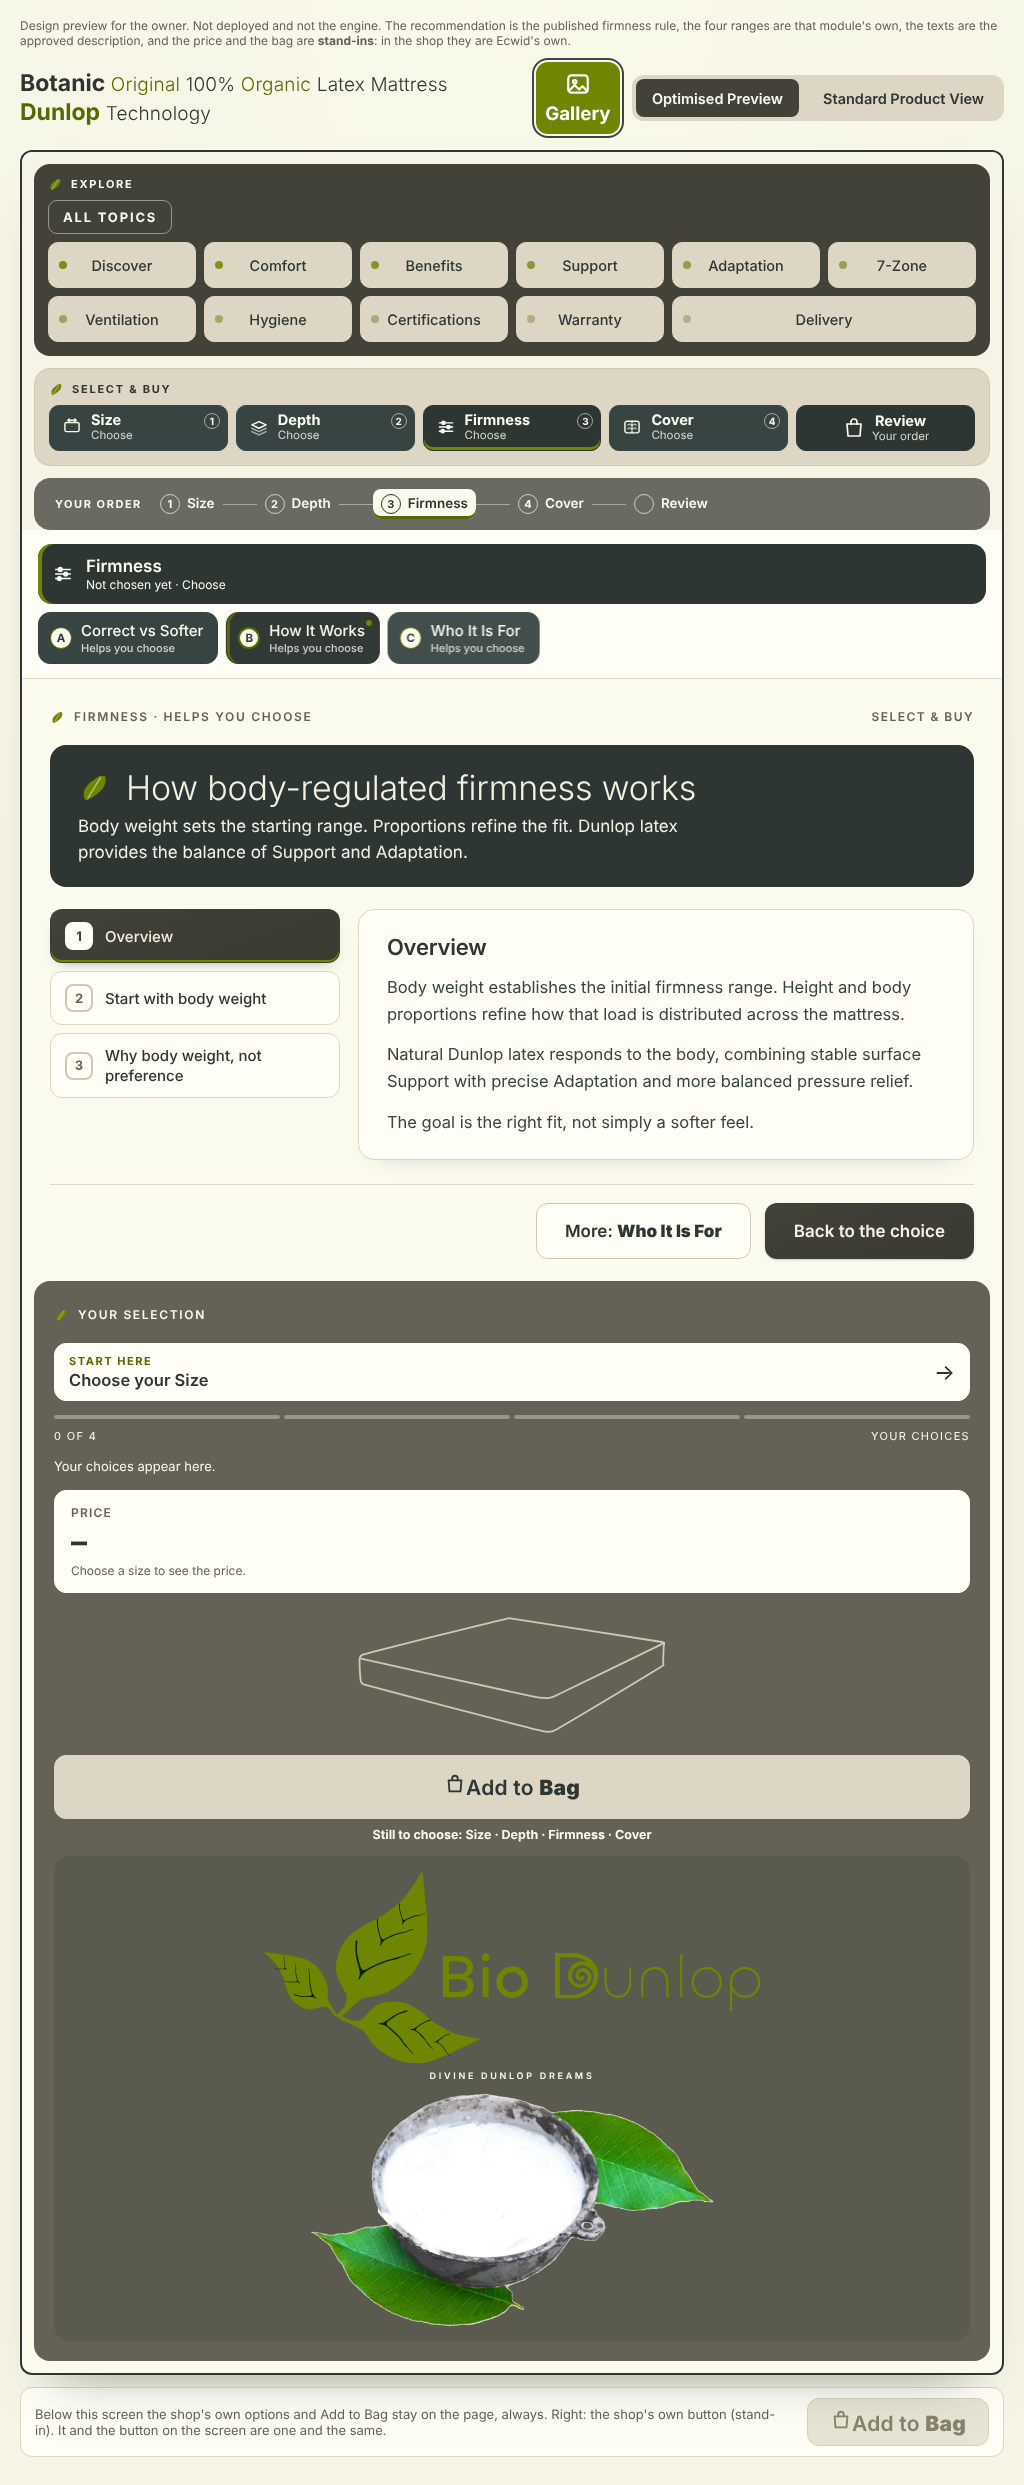 Design preview for the owner. Not deployed and not the engine. The recommendation is the published firmness rule, the four ranges are that module's own, the texts are the
approved description, and the price and the bag are stand-ins: in the shop they are Ecwid's own.
Botanic Original 100% Organic Latex Mattress
Dunlop Technology
Gallery
Optimised Preview
Standard Product View
EXPLORE
ALL TOPICS
Discover
Comfort
Benefits
Support
Adaptation
7-Zone
Ventilation
Hygiene
Certifications
Warranty
Delivery
SELECT & BUY
Size
Choose
1
Depth
Choose
2
Firmness
Choose
3
Cover
Choose
4
Review
Your order
YOUR ORDER
1 Size
2 Depth
3 Firmness
4 Cover
Review
Firmness
Not chosen yet · Choose
A
Correct vs Softer
Helps you choose
B
How It Works
Helps you choose
C
Who It Is For
Helps you choose
FIRMNESS · HELPS YOU CHOOSE
SELECT & BUY
How body-regulated firmness works
Body weight sets the starting range. Proportions refine the fit. Dunlop latex
provides the balance of Support and Adaptation.
1 Overview
2 Start with body weight
3 Why body weight, not
preference
Overview
Body weight establishes the initial firmness range. Height and body
proportions refine how that load is distributed across the mattress.
Natural Dunlop latex responds to the body, combining stable surface
Support with precise Adaptation and more balanced pressure relief.
The goal is the right fit, not simply a softer feel.
More: Who It Is For
Back to the choice
YOUR SELECTION
START HERE
Choose your Size
0 OF 4
YOUR CHOICES
Your choices appear here.
PRICE
–
Choose a size to see the price.
Add to Bag
Still to choose: Size · Depth · Firmness · Cover
Bio Dunlop
DIVINE DUNLOP DREAMS
Below this screen the shop's own options and Add to Bag stay on the page, always. Right: the shop's own button (stand-
in). It and the button on the screen are one and the same.
Add to Bag